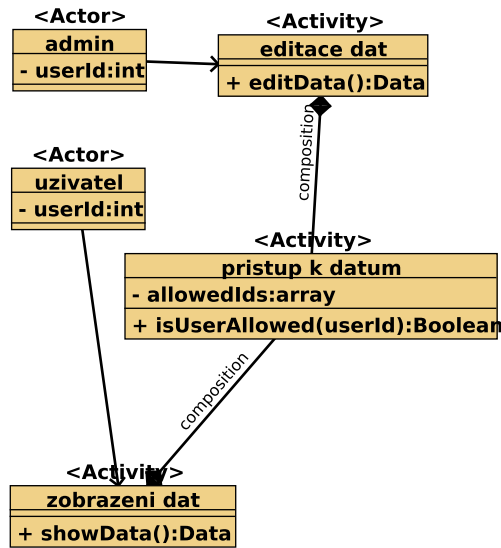 <Actor>
admin
- userId:int
<Activity>
editace dat
+ editData():Data
composition
<Actor>
uzivatel
- userId:int
<Activity>
pristup k datum
- allowedIds:array
+ isUserAllowed(userId):Boolean
composition
<Activity>
zobrazeni dat
+ showData():Data